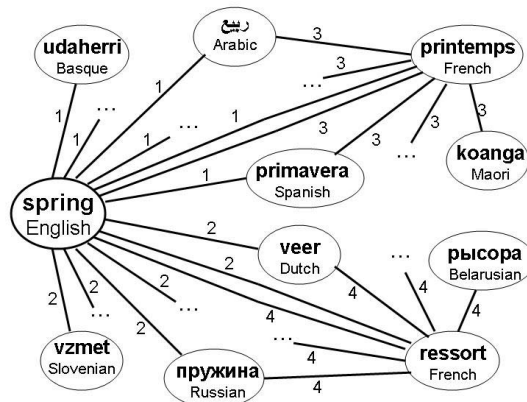 ربيع
Arabic
udaherri
Basque
printemps
French
3
3
...
...
...
1
1
1
1
1
3
3
3
3
...
koanga
Maori
primavera
Spanish
1
spring
English
2
veer
Dutch
2
...
рысора
Belarusian
2
2
2
2
...
...
4
4
4
4
...
4
ressort
French
vzmet
Slovenian
пружина
Russian
4